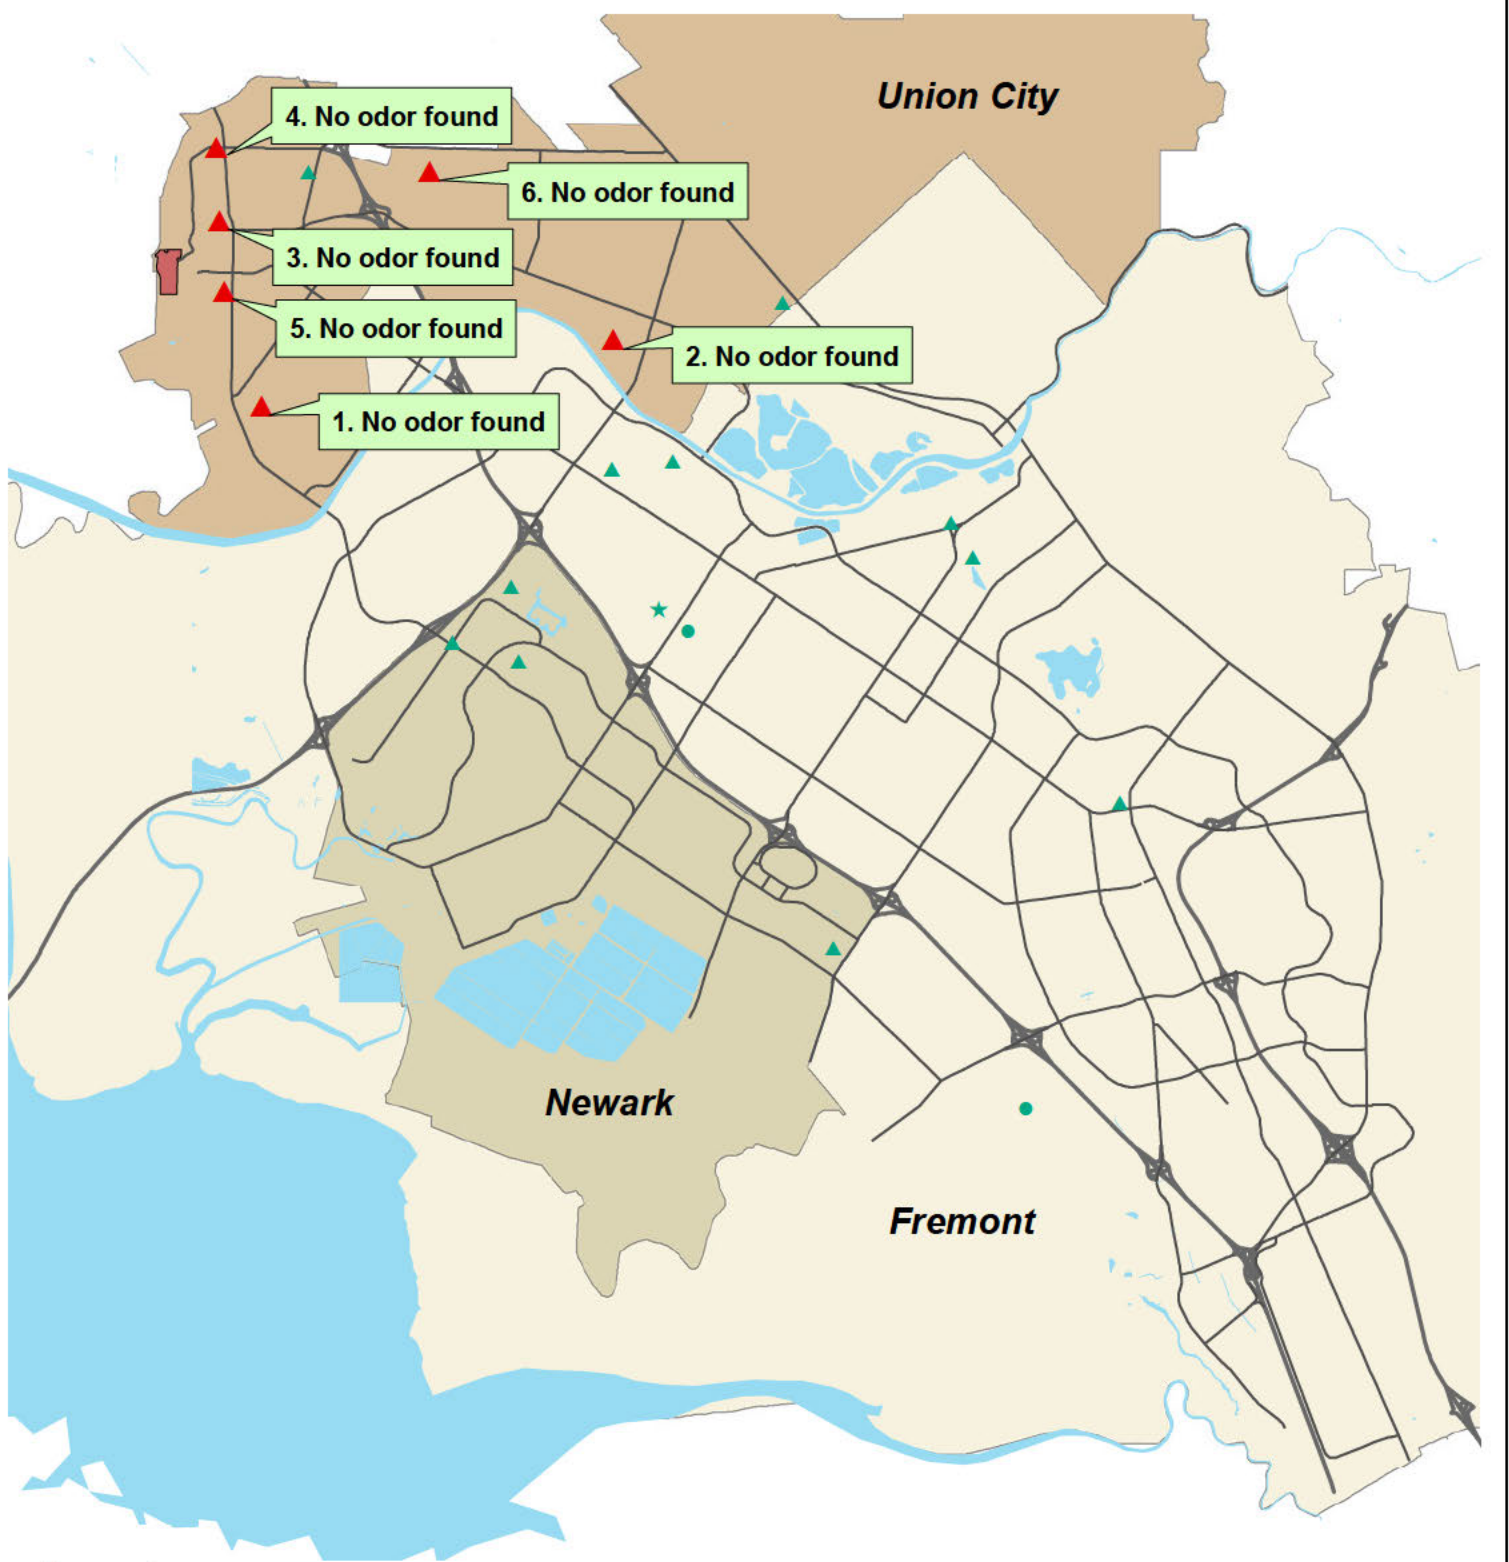 Union City
4. No odor found
6. No odor found
3. No odor found
5. No odor found
2. No odor found
1. No odor found
Newark
Fremont